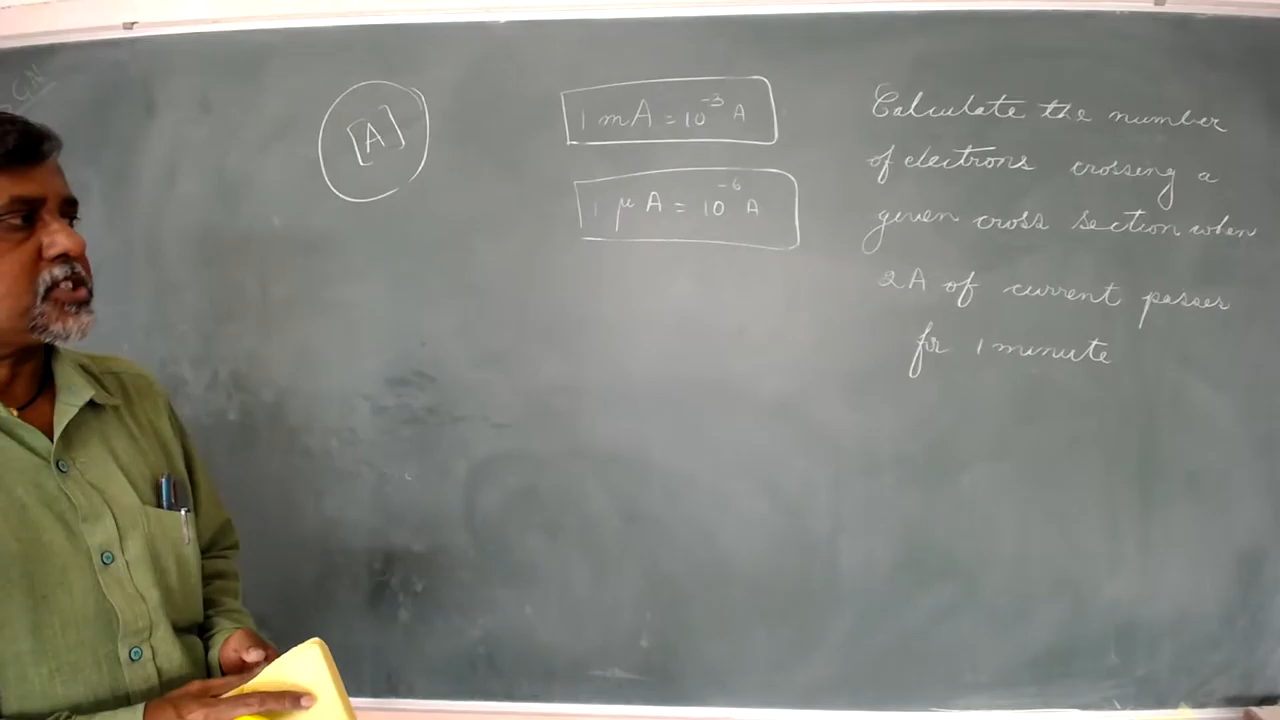 [A]
1 mA = 10⁻³ A
1 μ A = 10⁻⁶ A
Calculate the number
of electrons crossing a
given cross section when
2A of current passes
for 1 minute